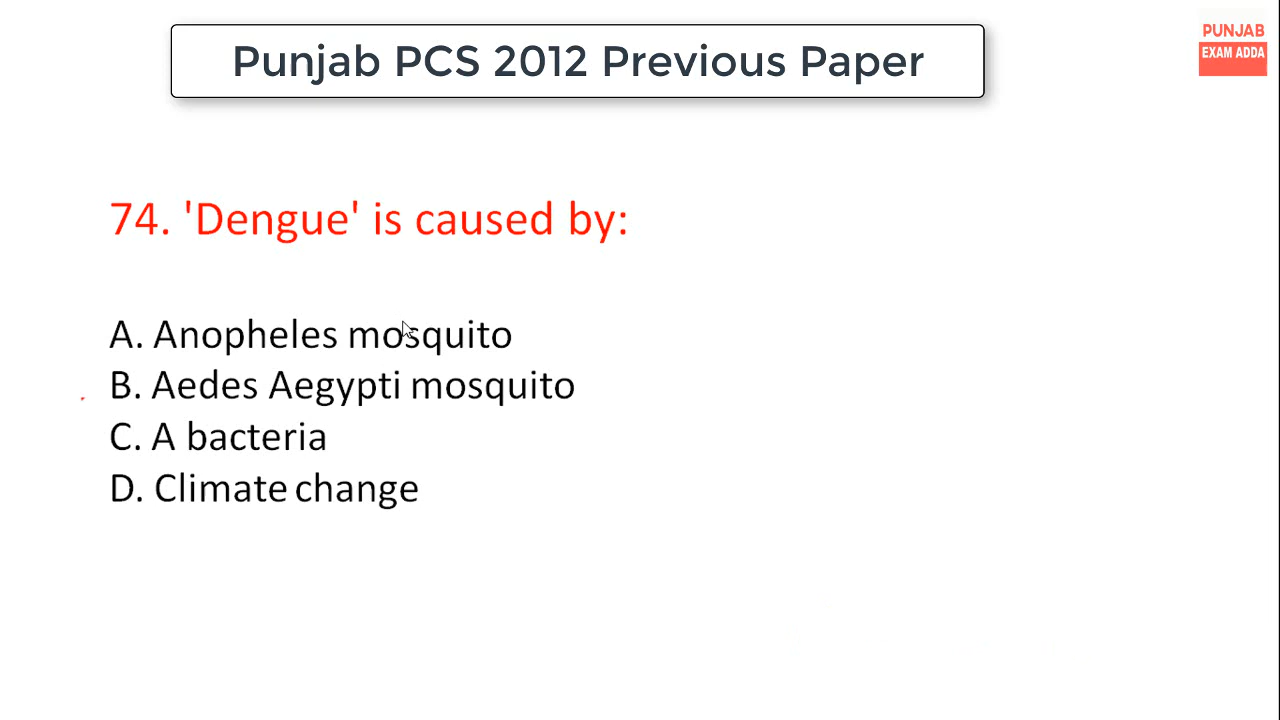 Punjab PCS 2012 Previous Paper
PUNJAB
EXAM ADDA
74. 'Dengue' is caused by:
A. Anopheles mosquito
B. Aedes Aegypti mosquito
C. A bacteria
D. Climate change